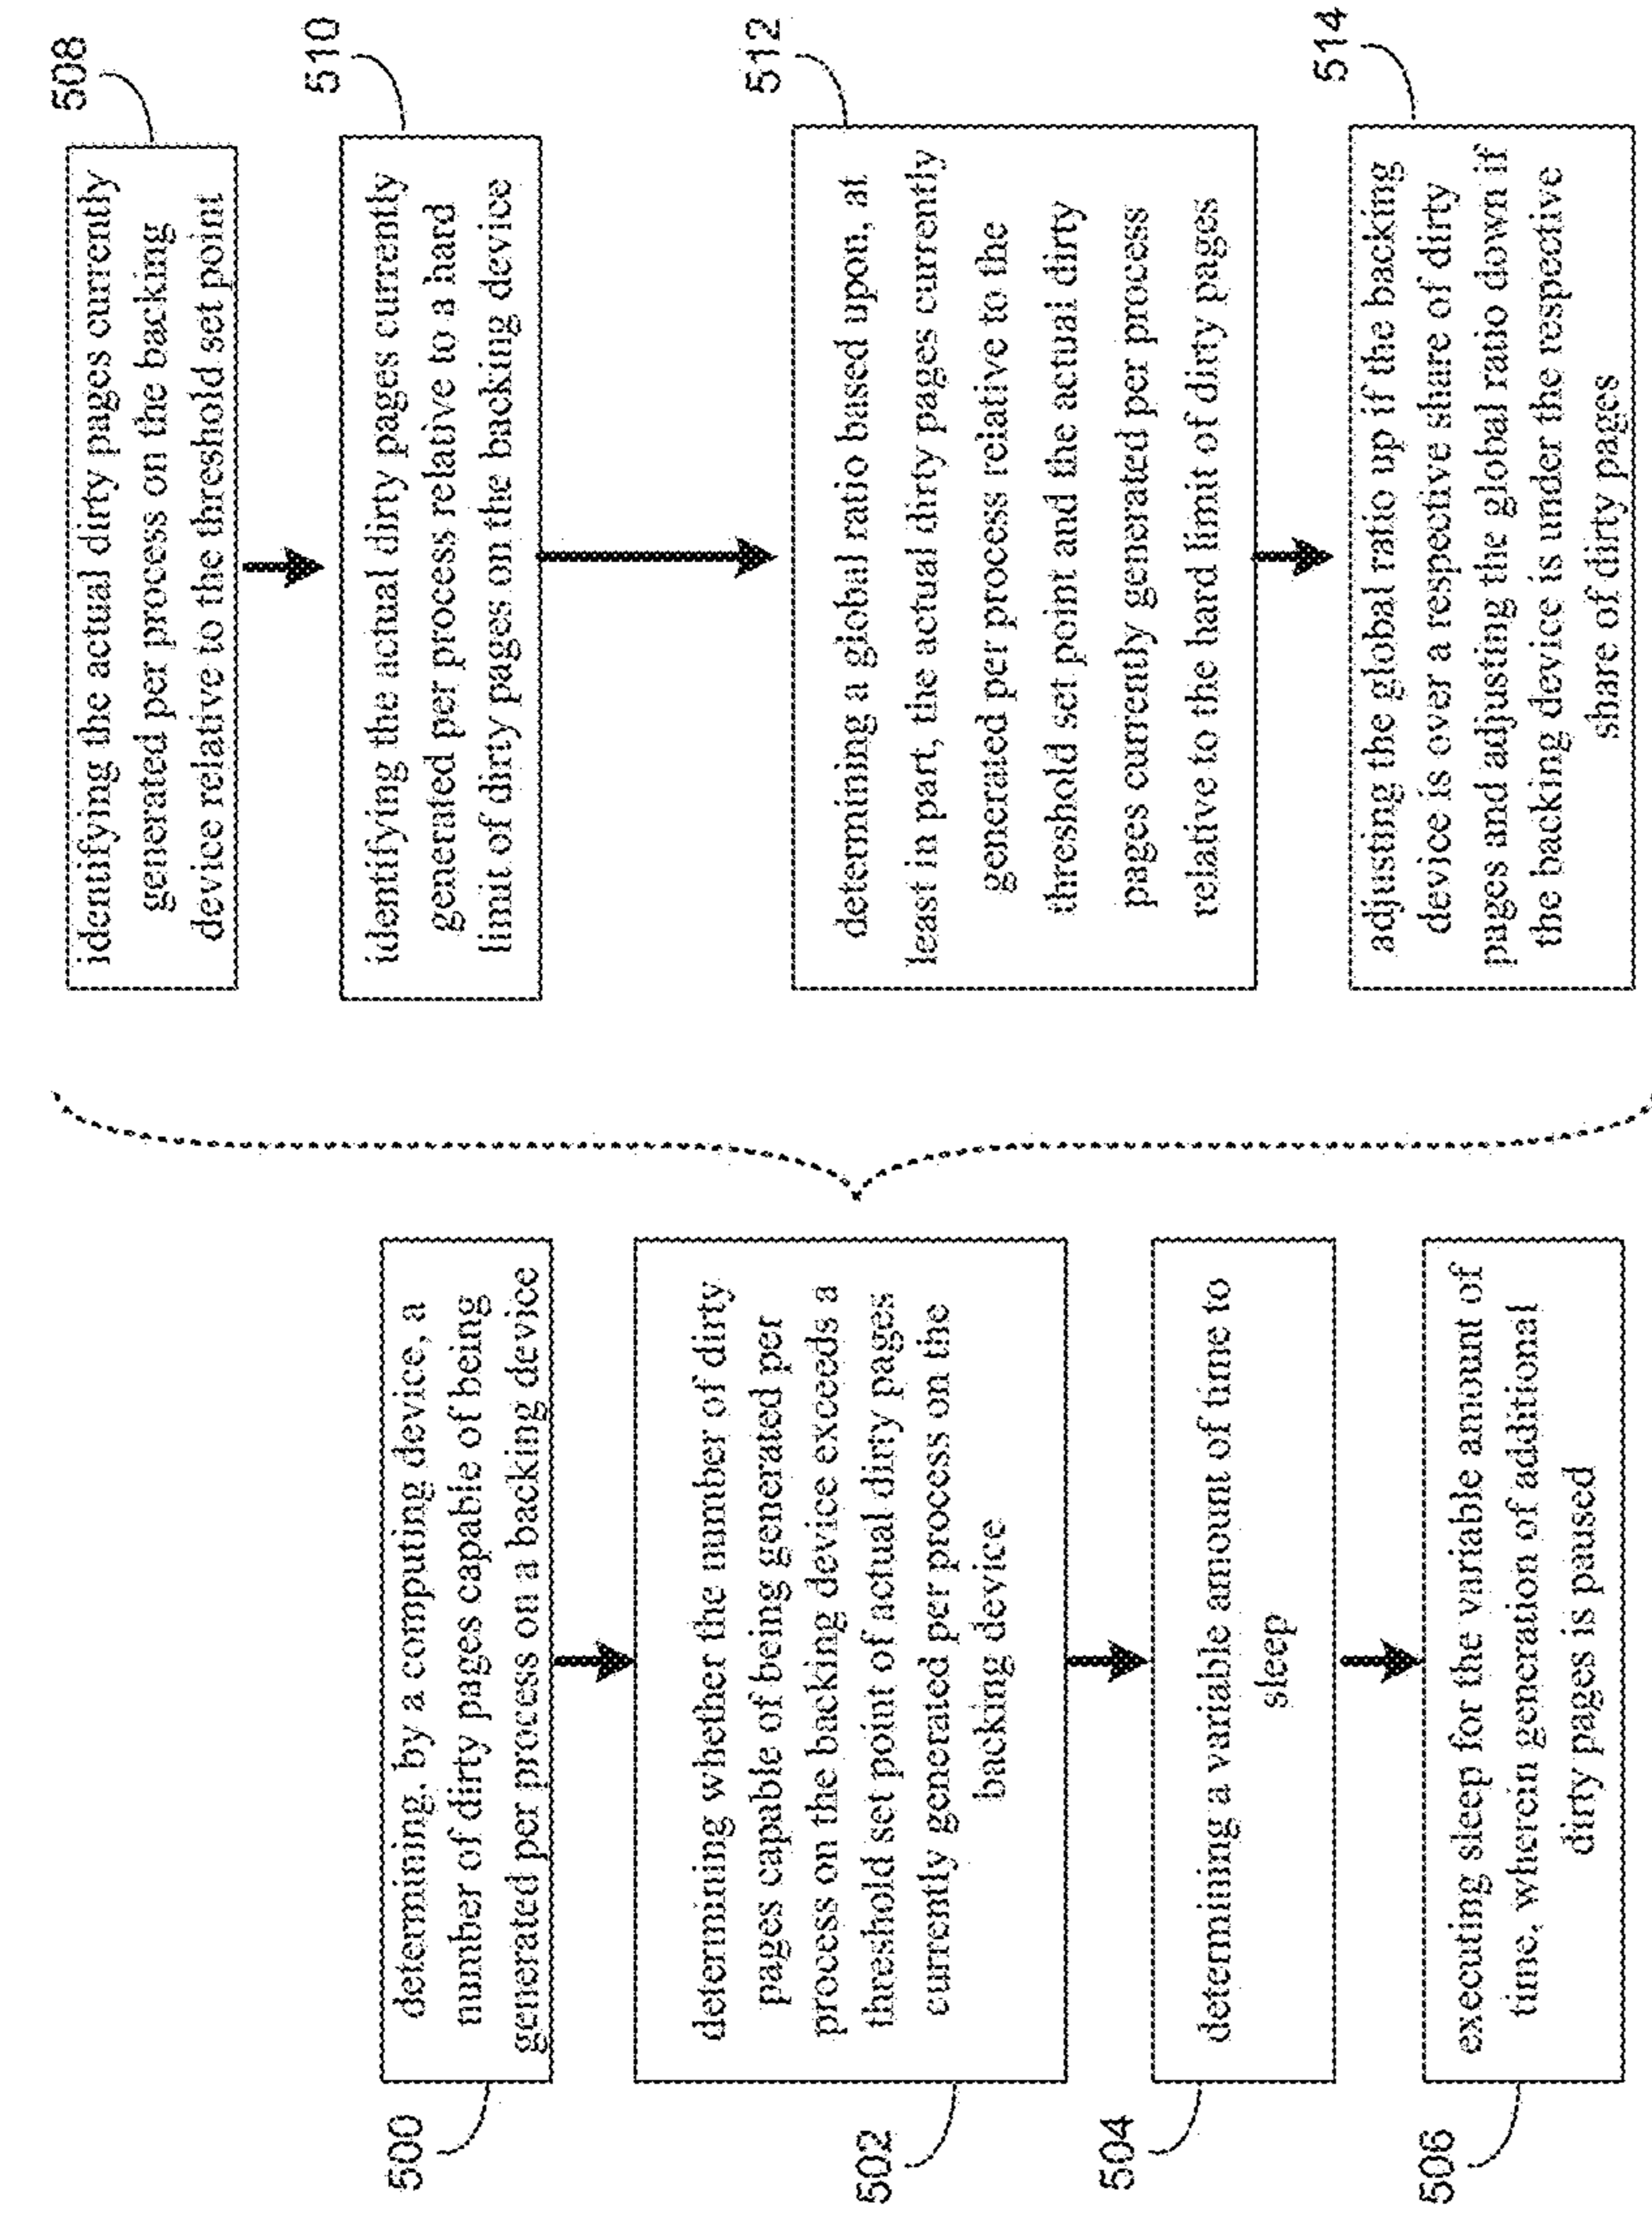 500
determining, by a computing device, a
number of dirty pages capable of being
generated per process on a backing device
502
determining whether the number of dirty
pages capable of being generated per
process on the backing device exceeds a
threshold set point of actual dirty pages
currently generated per process on the
backing device
504
determining a variable amount of time to
sleep
506
executing sleep for the variable amount of
time, wherein generation of additional
dirty pages is paused
508
identifying the actual dirty pages currently
generated per process on the backing
device relative to the threshold set point
510
identifying the actual dirty pages currently
generated per process relative to a hard
limit of dirty pages on the backing device
512
determining a global ratio based upon, at
least in part, the actual dirty pages currently
generated per process relative to the
threshold set point and the actual dirty
pages currently generated per process
relative to the hard limit of dirty pages
514
adjusting the global ratio up if the backing
device is over a respective share of dirty
pages and adjusting the global ratio down if
the backing device is under the respective
share of dirty pages